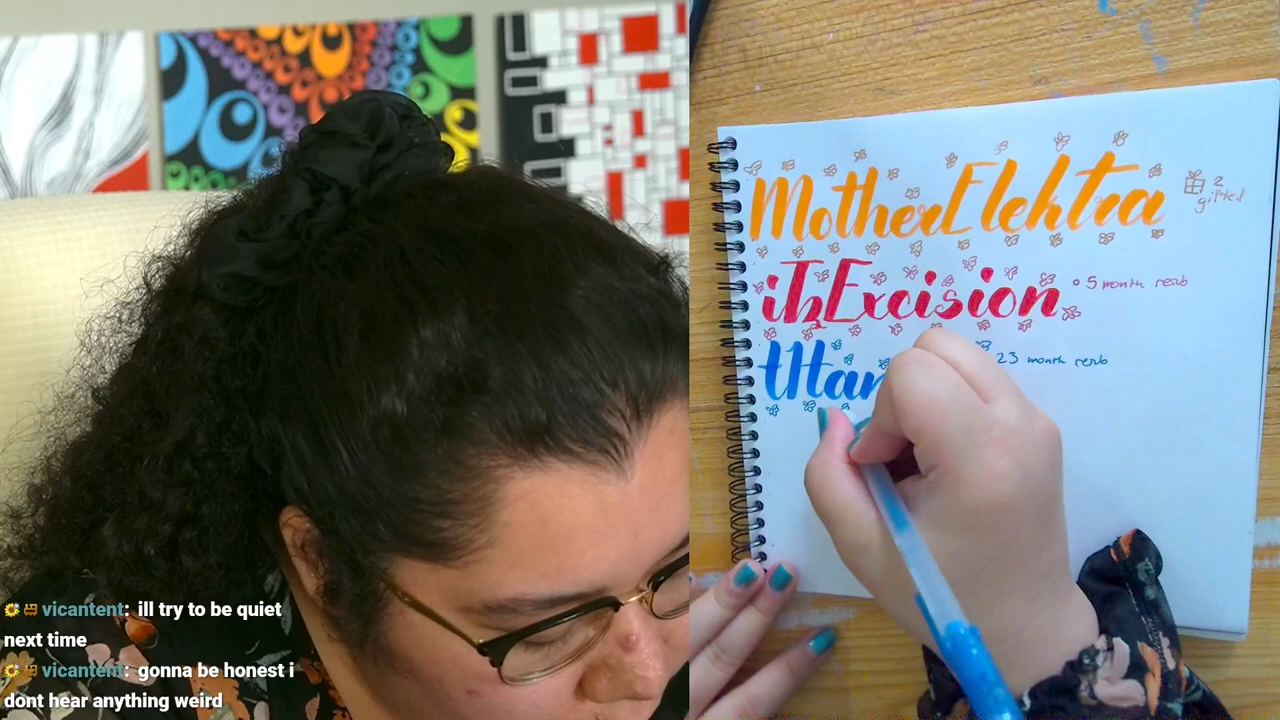 vicantent: ill try to be quiet
next time
vicantent: gonna be honest i
dont hear anything weird
MotherElektra
2
gifted
5 month resub
23 month resub